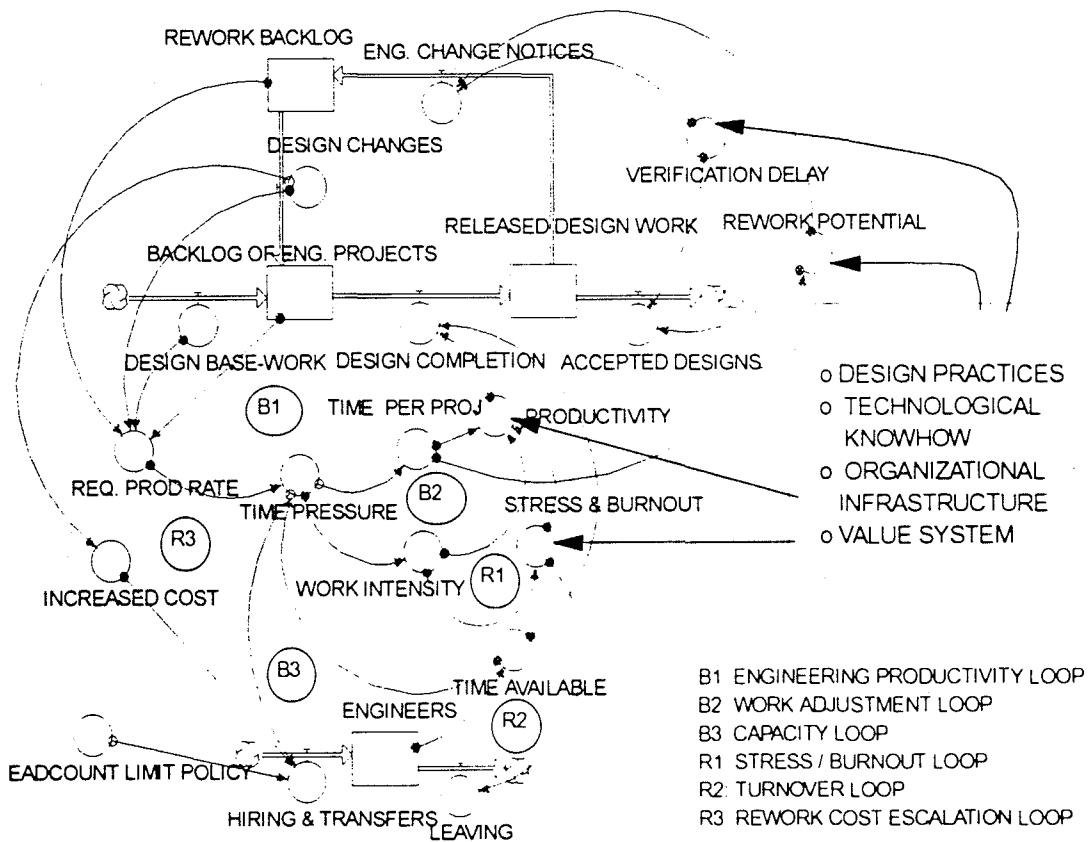 REWORK BACKLOG
ENG. CHANGE NOTICES
DESIGN CHANGES
VERIFICATION DELAY
RELEASED DESIGN WORK
REWORK POTENTIAL
BACKLOG OF ENG. PROJECTS
DESIGN BASE-WORK
DESIGN COMPLETION
ACCEPTED DESIGNS
o DESIGN PRACTICES
o TECHNOLOGICAL
KNOWHOW
o ORGANIZATIONAL
INFRASTRUCTURE
o VALUE SYSTEM
B1
TIME PER PROJ
PRODUCTIVITY
REQ. PROD RATE
TIME PRESSURE
B2
STRESS & BURNOUT
R3
WORK INTENSITY
R1
INCREASED COST
B3
TIME AVAILABLE
ENGINEERS
R2
EADCOUNT LIMIT POLICY
HIRING & TRANSFERS
LEAVING
B1 ENGINEERING PRODUCTIVITY LOOP
B2 WORK ADJUSTMENT LOOP
B3 CAPACITY LOOP
R1 STRESS / BURNOUT LOOP
R2 TURNOVER LOOP
R3 REWORK COST ESCALATION LOOP